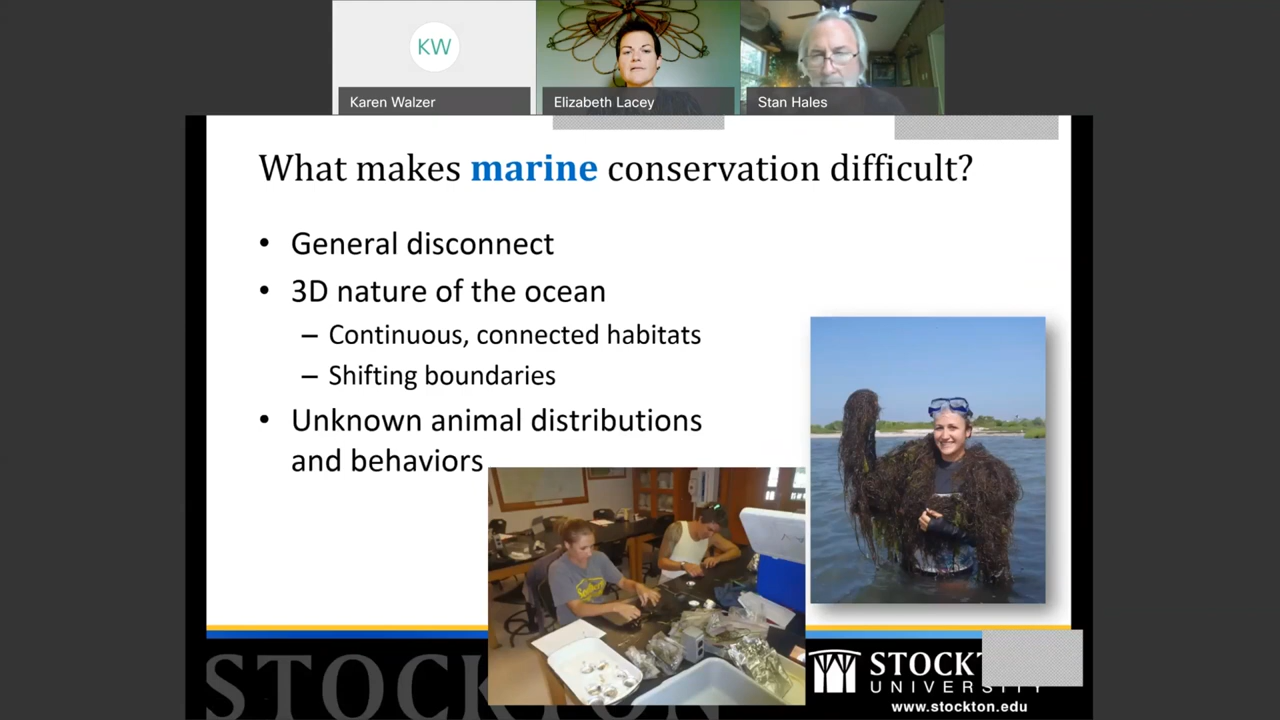 KW
Karen Walzer
Elizabeth Lacey
Stan Hales
What makes marine conservation difficult?
• General disconnect
• 3D nature of the ocean
– Continuous, connected habitats
– Shifting boundaries
• Unknown animal distributions
and behaviors
UNIVERSITY
www.stockton.edu